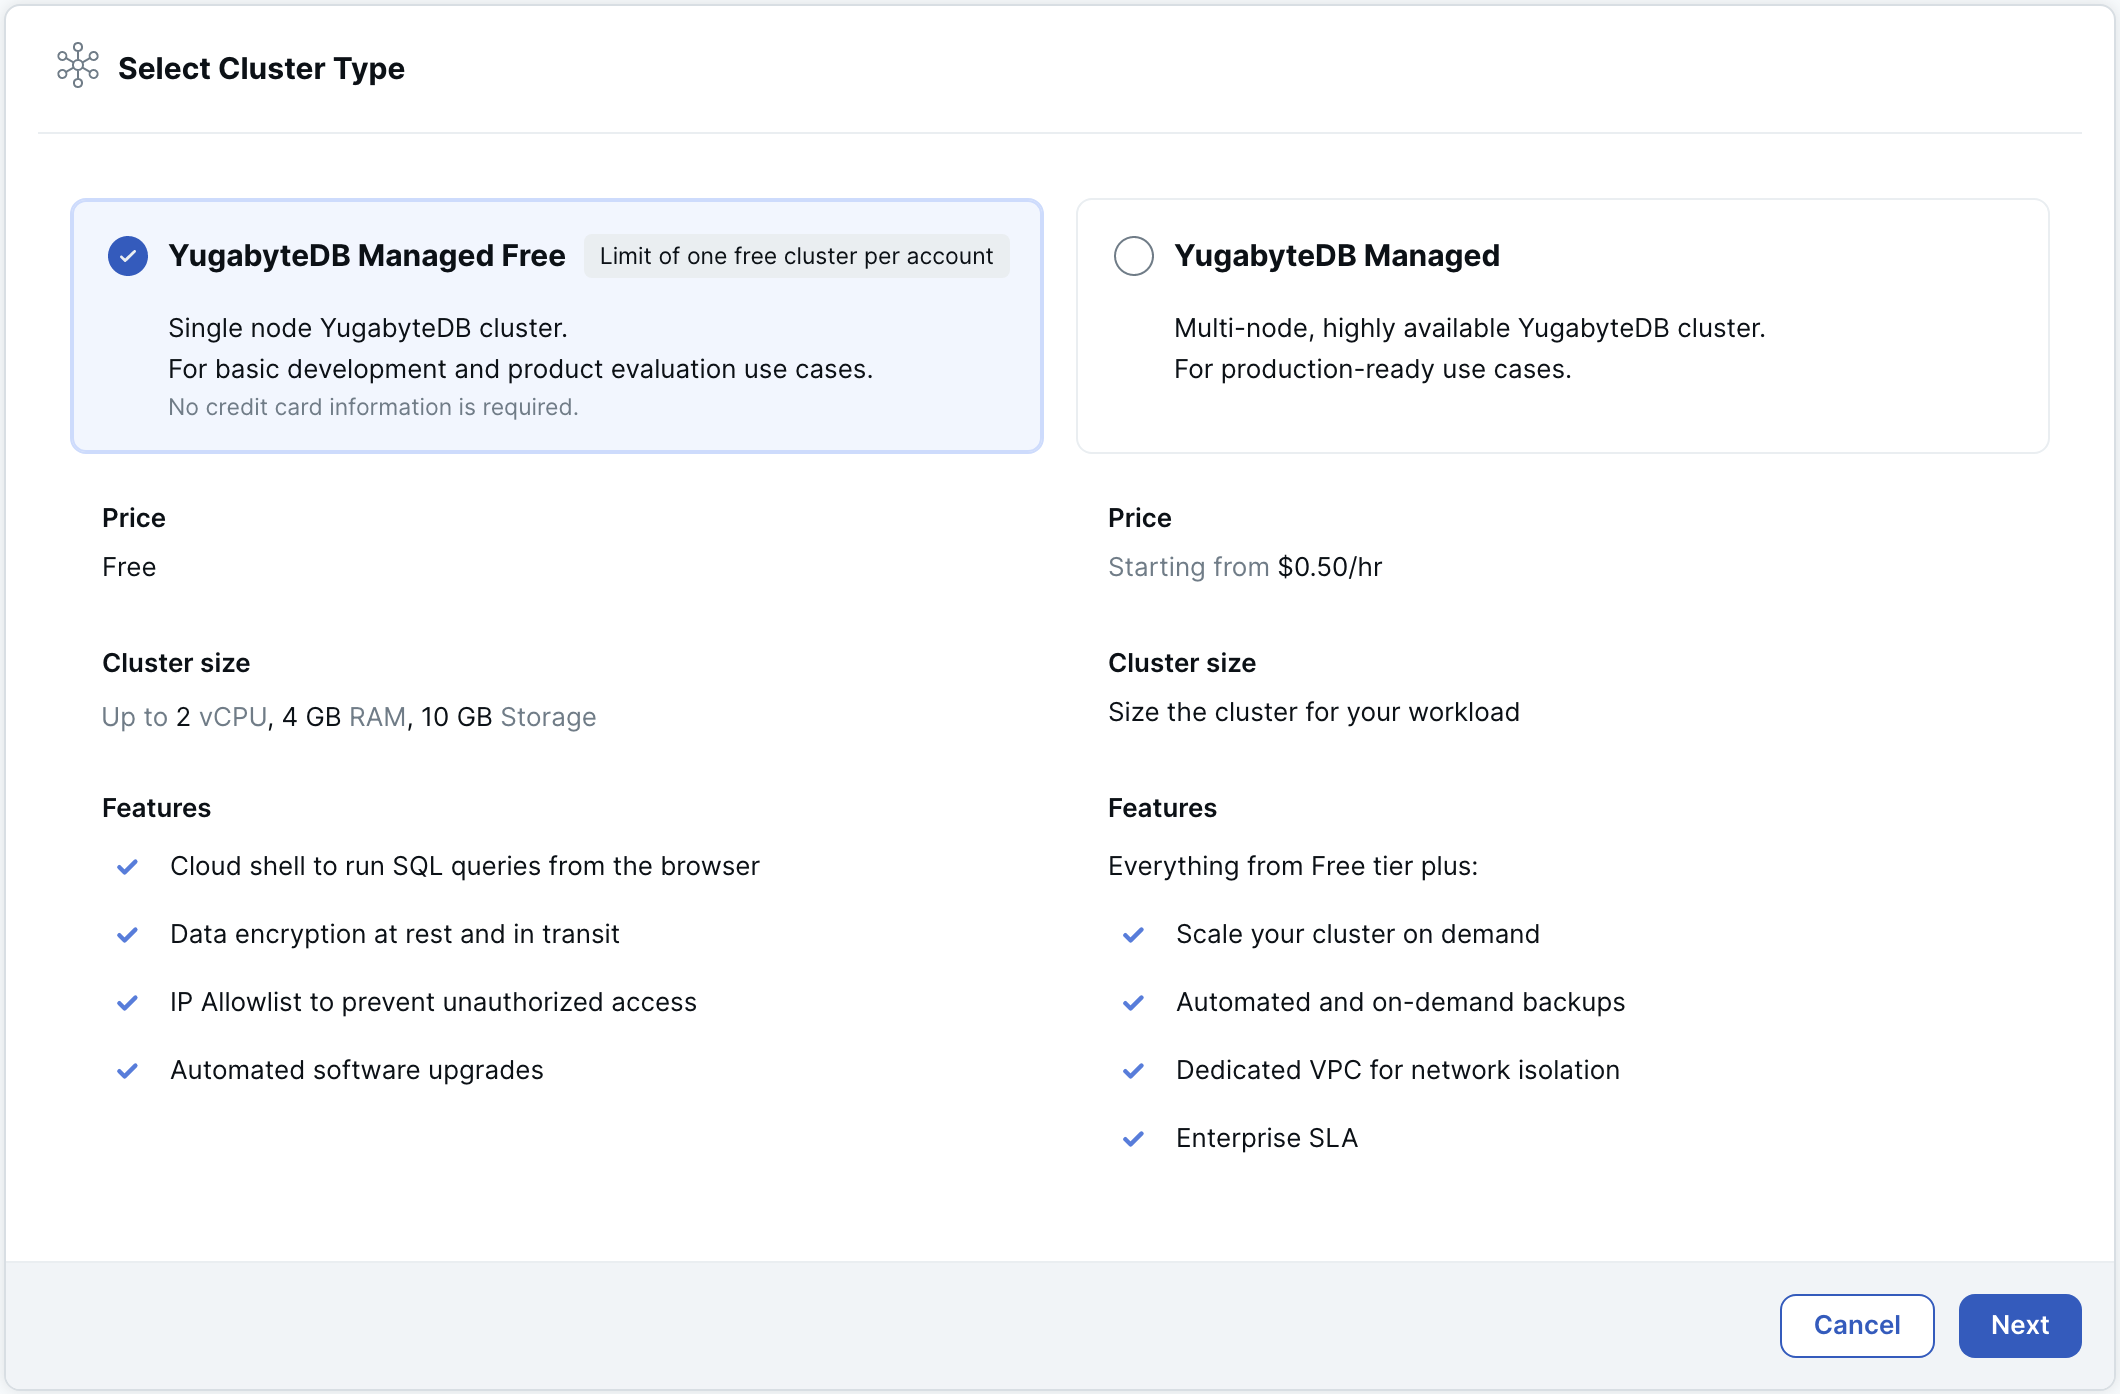 Select Cluster Type
YugabyteDB Managed Free
Limit of one free cluster per account
Single node YugabyteDB cluster.
For basic development and product evaluation use cases.
No credit card information is required.
Price
Free
Cluster size
Up to 2 vCPU, 4 GB RAM, 10 GB Storage
Features
Cloud shell to run SQL queries from the browser
Data encryption at rest and in transit
IP Allowlist to prevent unauthorized access
Automated software upgrades
YugabyteDB Managed
Multi-node, highly available YugabyteDB cluster.
For production-ready use cases.
Price
Starting from $0.50/hr
Cluster size
Size the cluster for your workload
Features
Everything from Free tier plus:
Scale your cluster on demand
Automated and on-demand backups
Dedicated VPC for network isolation
Enterprise SLA
Cancel
Next